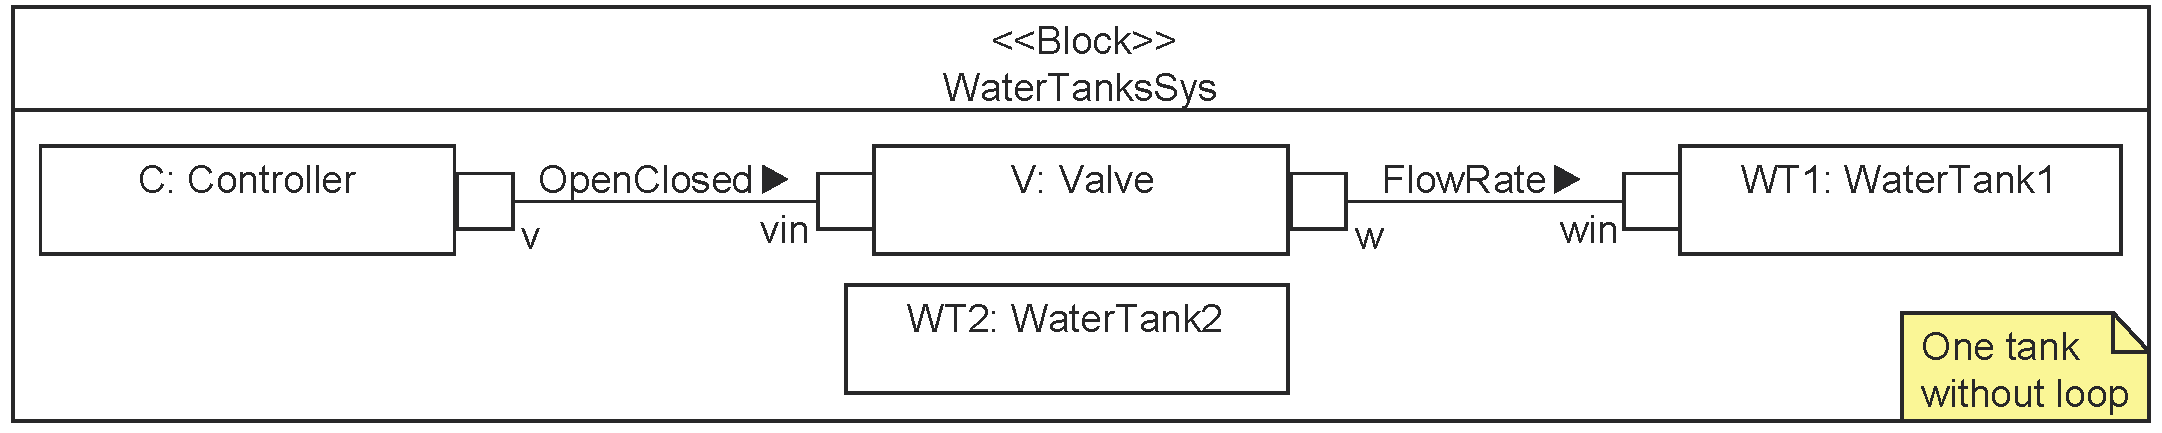 <<Block>>
WaterTanksSys
C: Controller
OpenClosed
V: Valve
FlowRate
WT1: WaterTank1
v
vin
w
win
WT2: WaterTank2
One tank
without loop